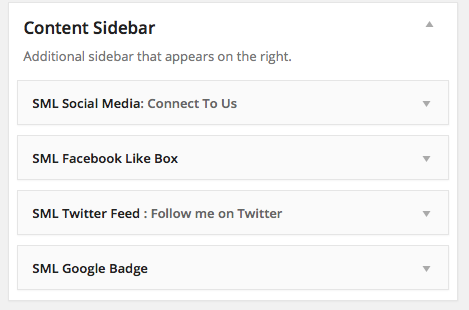 Content Sidebar
Additional sidebar that appears on the right.
SML Social Media: Connect To Us
SML Facebook Like Box
SML Twitter Feed : Follow me on Twitter
SML Google Badge